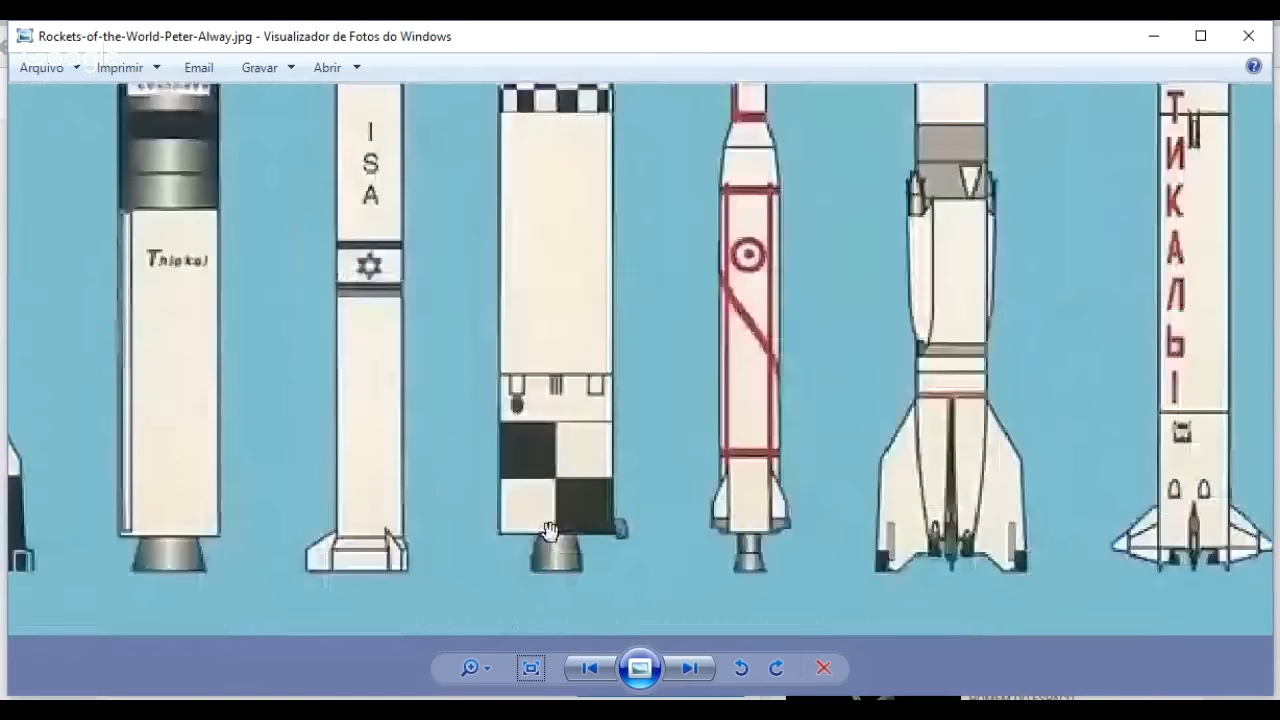 Rockets-of-the-World-Peter-Alway.jpg - Visualizador de Fotos do Windows
Arquivo Imprimir Email Gravar Abrir
Thiokol
I
S
A
Т
И
К
А
Л
Ы